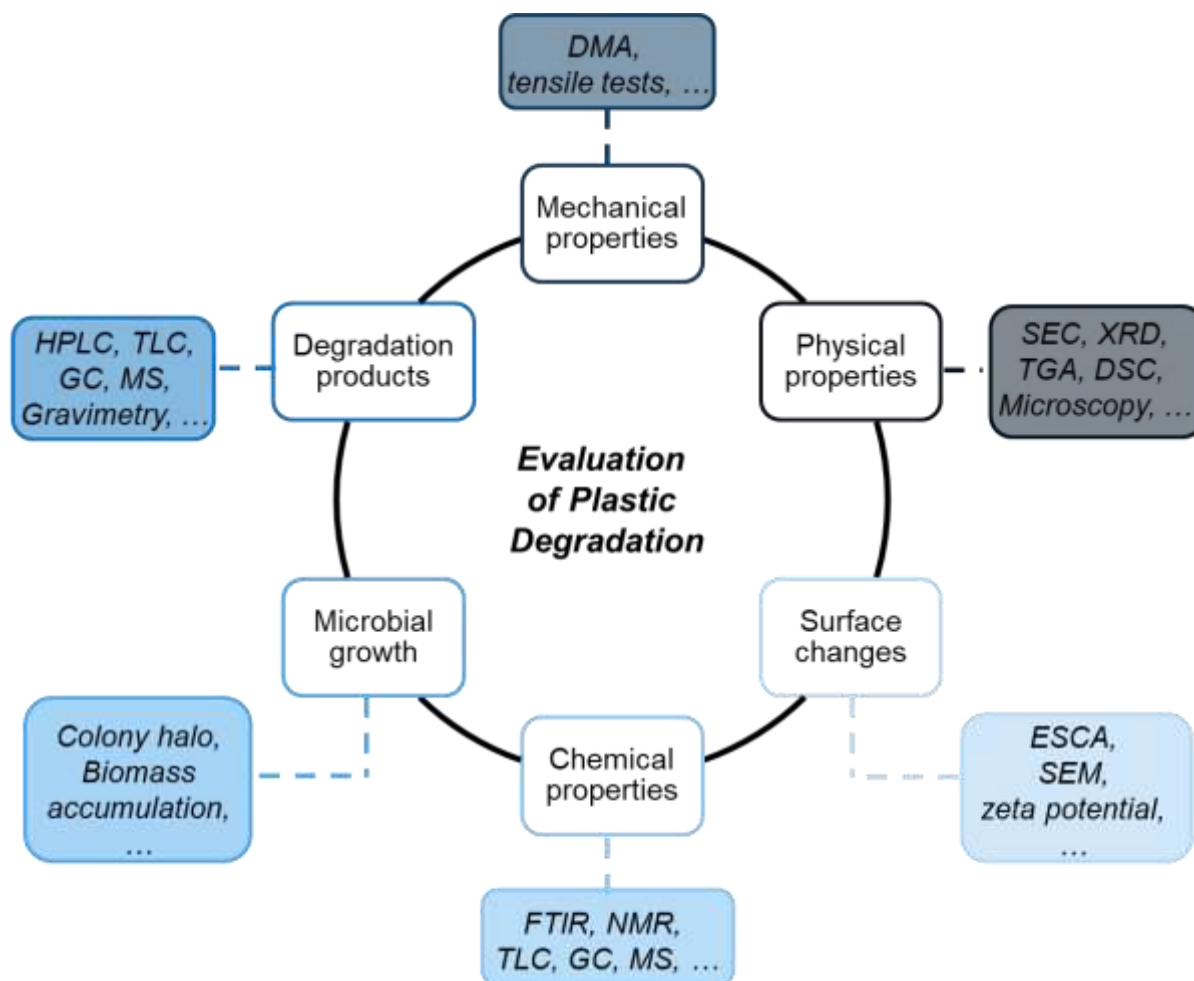 DMA,
tensile tests, …
Mechanical
properties
Degradation
products
HPLC, TLC,
GC, MS,
Gravimetry, …
Physical
properties
SEC, XRD,
TGA, DSC,
Microscopy, …
Evaluation
of Plastic
Degradation
Microbial
growth
Surface
changes
Colony halo,
Biomass
accumulation,
…
Chemical
properties
ESCA,
SEM,
zeta potential,
…
FTIR, NMR,
TLC, GC, MS, …